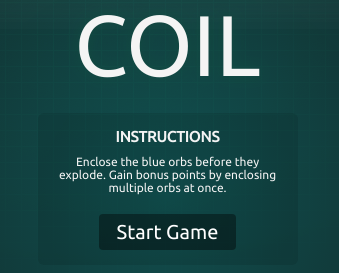 COIL
INSTRUCTIONS
Enclose the blue orbs before they
explode. Gain bonus points by enclosing
multiple orbs at once.
Start Game